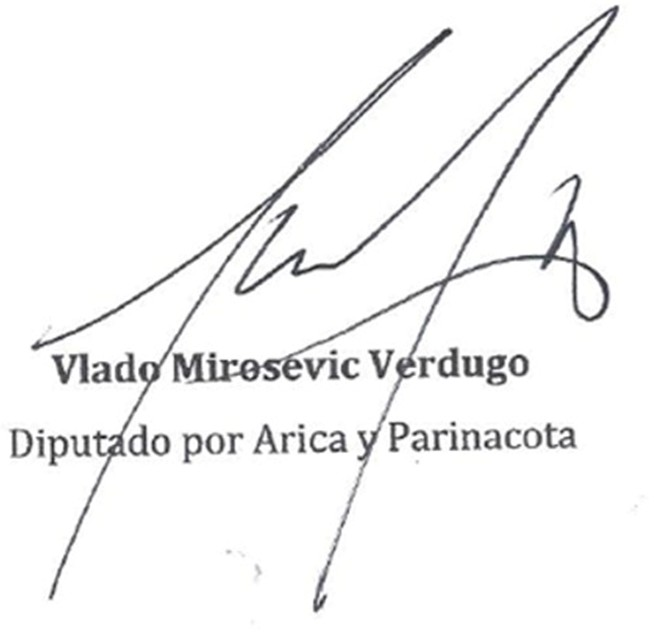 Vlado Mirosevic Verdugo
Diputado por Arica y Parinacota